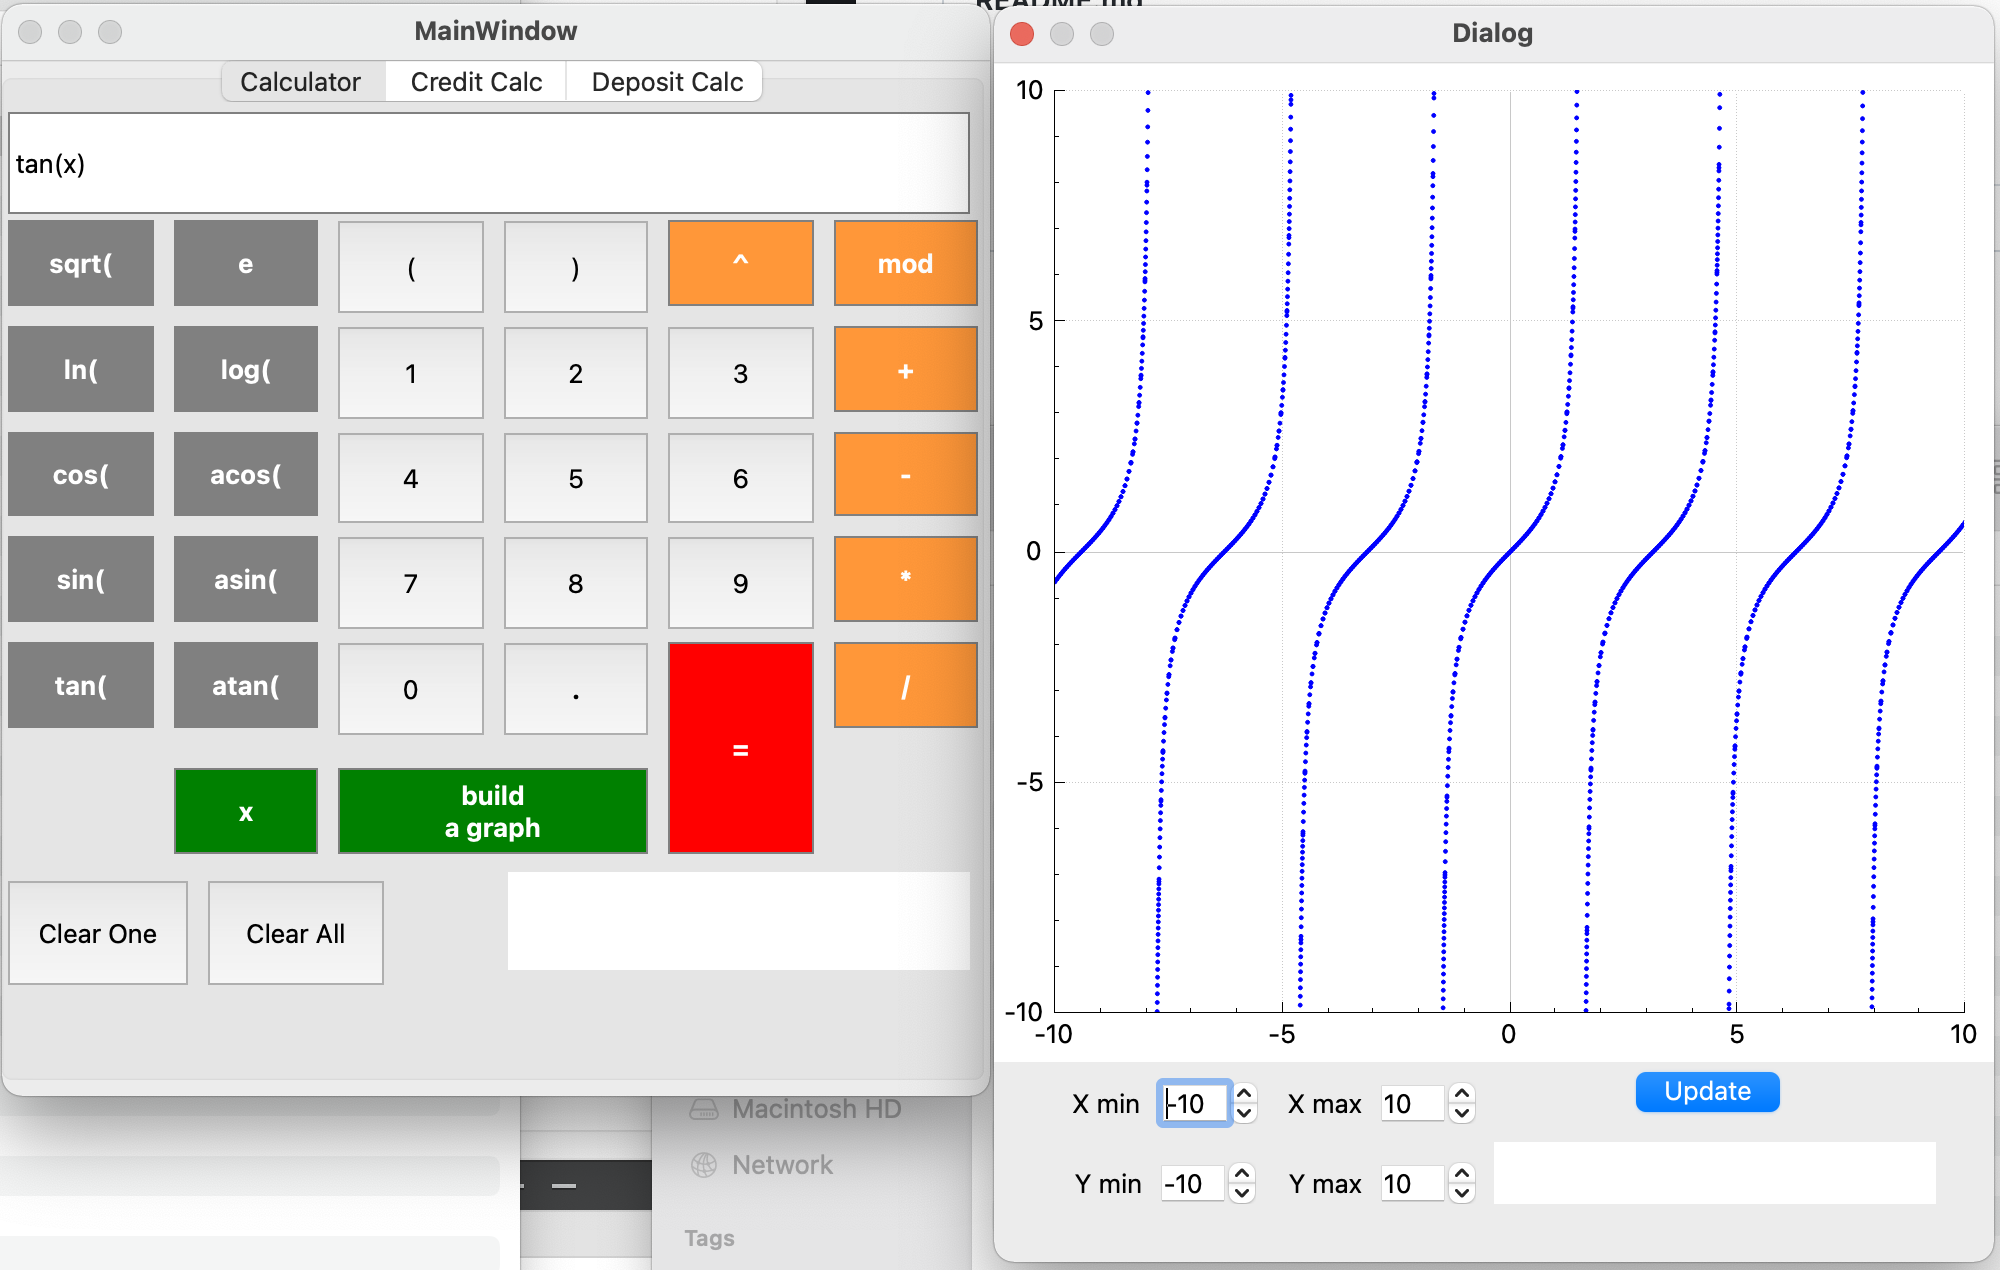 README.md
MainWindow
Calculator Credit Calc Deposit Calc
tan(x)
sqrt( e ( ) ^ mod
ln( log( 1 2 3 +
cos( acos( 4 5 6 -
sin( asin( 7 8 9 *
tan( atan( 0 . = /
x build
a graph
Clear One Clear All
Macintosh HD
Network
Tags
Dialog
10
5
0
-5
-10
-10 -5 0 5 10
X min -10 X max 10 Update
Y min -10 Y max 10